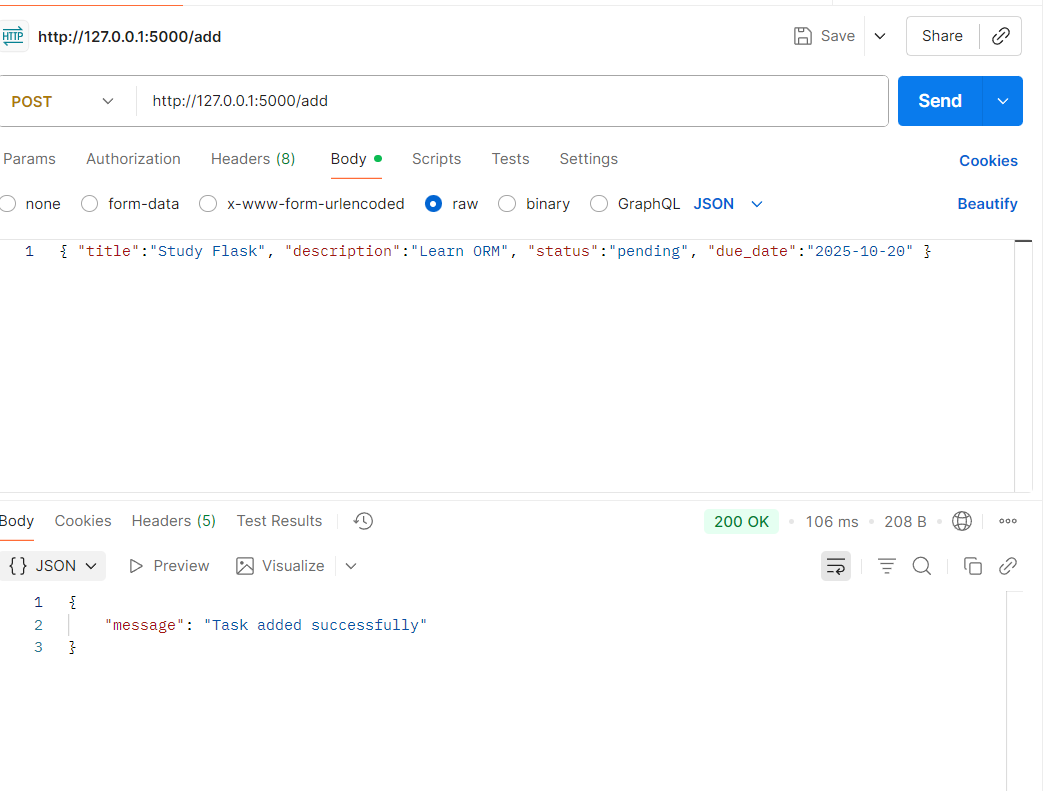 HTTP http://127.0.0.1:5000/add Save Share
POST http://127.0.0.1:5000/add Send
Params Authorization Headers (8) Body Scripts Tests Settings Cookies
none form-data x-www-form-urlencoded raw binary GraphQL JSON Beautify
1 { "title":"Study Flask", "description":"Learn ORM", "status":"pending", "due_date":"2025-10-20" }
Body Cookies Headers (5) Test Results 200 OK • 106 ms • 208 B •
{} JSON Preview Visualize
1 {
2 "message": "Task added successfully"
3 }